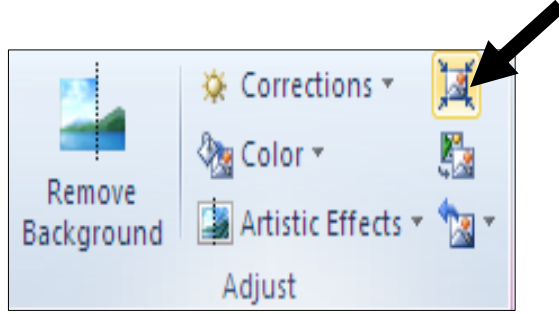 Remove
Background
Corrections
Color
Artistic Effects
Adjust